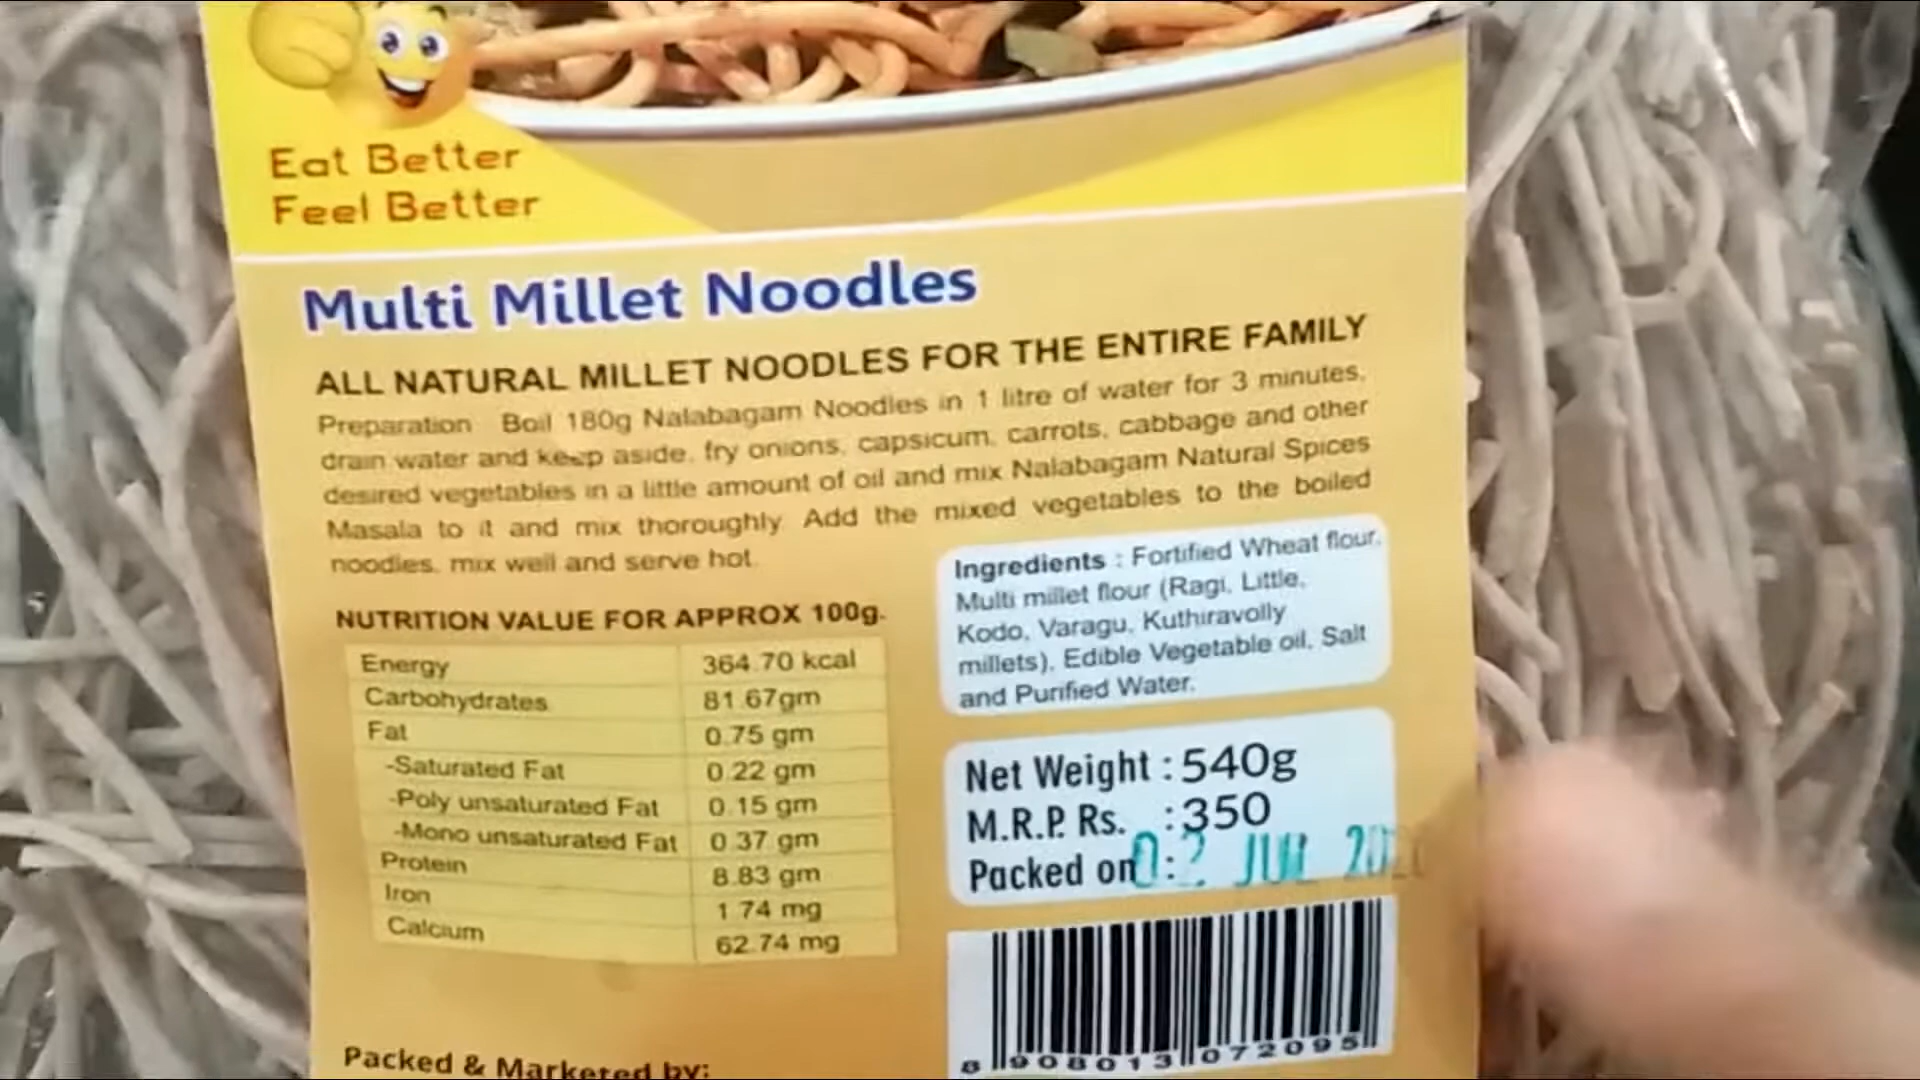 Eat Better
Feel Better
Multi Millet Noodles
ALL NATURAL MILLET NOODLES FOR THE ENTIRE FAMILY
Preparation Boil 180g Nalabagam Noodles in 1 litre of water for 3 minutes,
drain water and keep aside, fry onions, capsicum, carrots, cabbage and other
desired vegetables in a little amount of oil and mix Nalabagam Natural Spices
Masala to it and mix thoroughly Add the mixed vegetables to the boiled
noodles, mix well and serve hot.
NUTRITION VALUE FOR APPROX 100g.
Energy 364.70 kcal
Carbohydrates 81.67gm
Fat 0.75 gm
-Saturated Fat 0.22 gm
-Poly unsaturated Fat 0.15 gm
-Mono unsaturated Fat 0.37 gm
Protein 8.83 gm
Iron 1.74 mg
Calcium 62.74 mg
Ingredients : Fortified Wheat flour,
Multi millet flour (Ragi, Little,
Kodo, Varagu, Kuthiravolly
millets), Edible Vegetable oil, Salt
and Purified Water.
Net Weight : 540g
M.R.P. Rs. : 350
Packed on : 02 JUL
8 908013 072095
Packed & Marketed by: